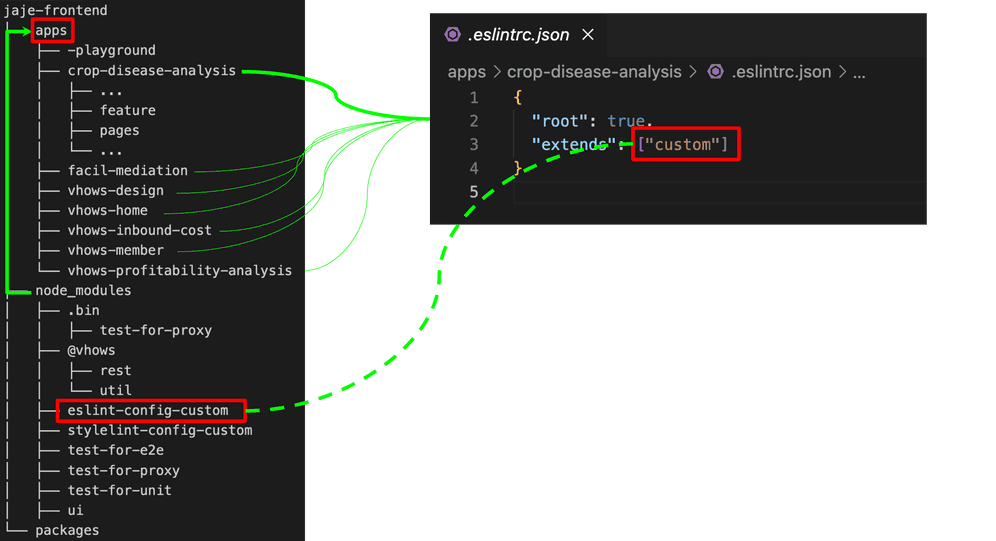 jaje-frontend
apps
-playground
crop-disease-analysis
...
feature
pages
...
facil-mediation
vhows-design
vhows-home
vhows-inbound-cost
vhows-member
vhows-profitability-analysis
node_modules
.bin
test-for-proxy
@vhows
rest
util
eslint-config-custom
stylelint-config-custom
test-for-e2e
test-for-proxy
test-for-unit
ui
packages
.eslintrc.json ×
apps > crop-disease-analysis > .eslintrc.json > ...
1 {
2 "root": true,
3 "extends": ["custom"]
4 }
5